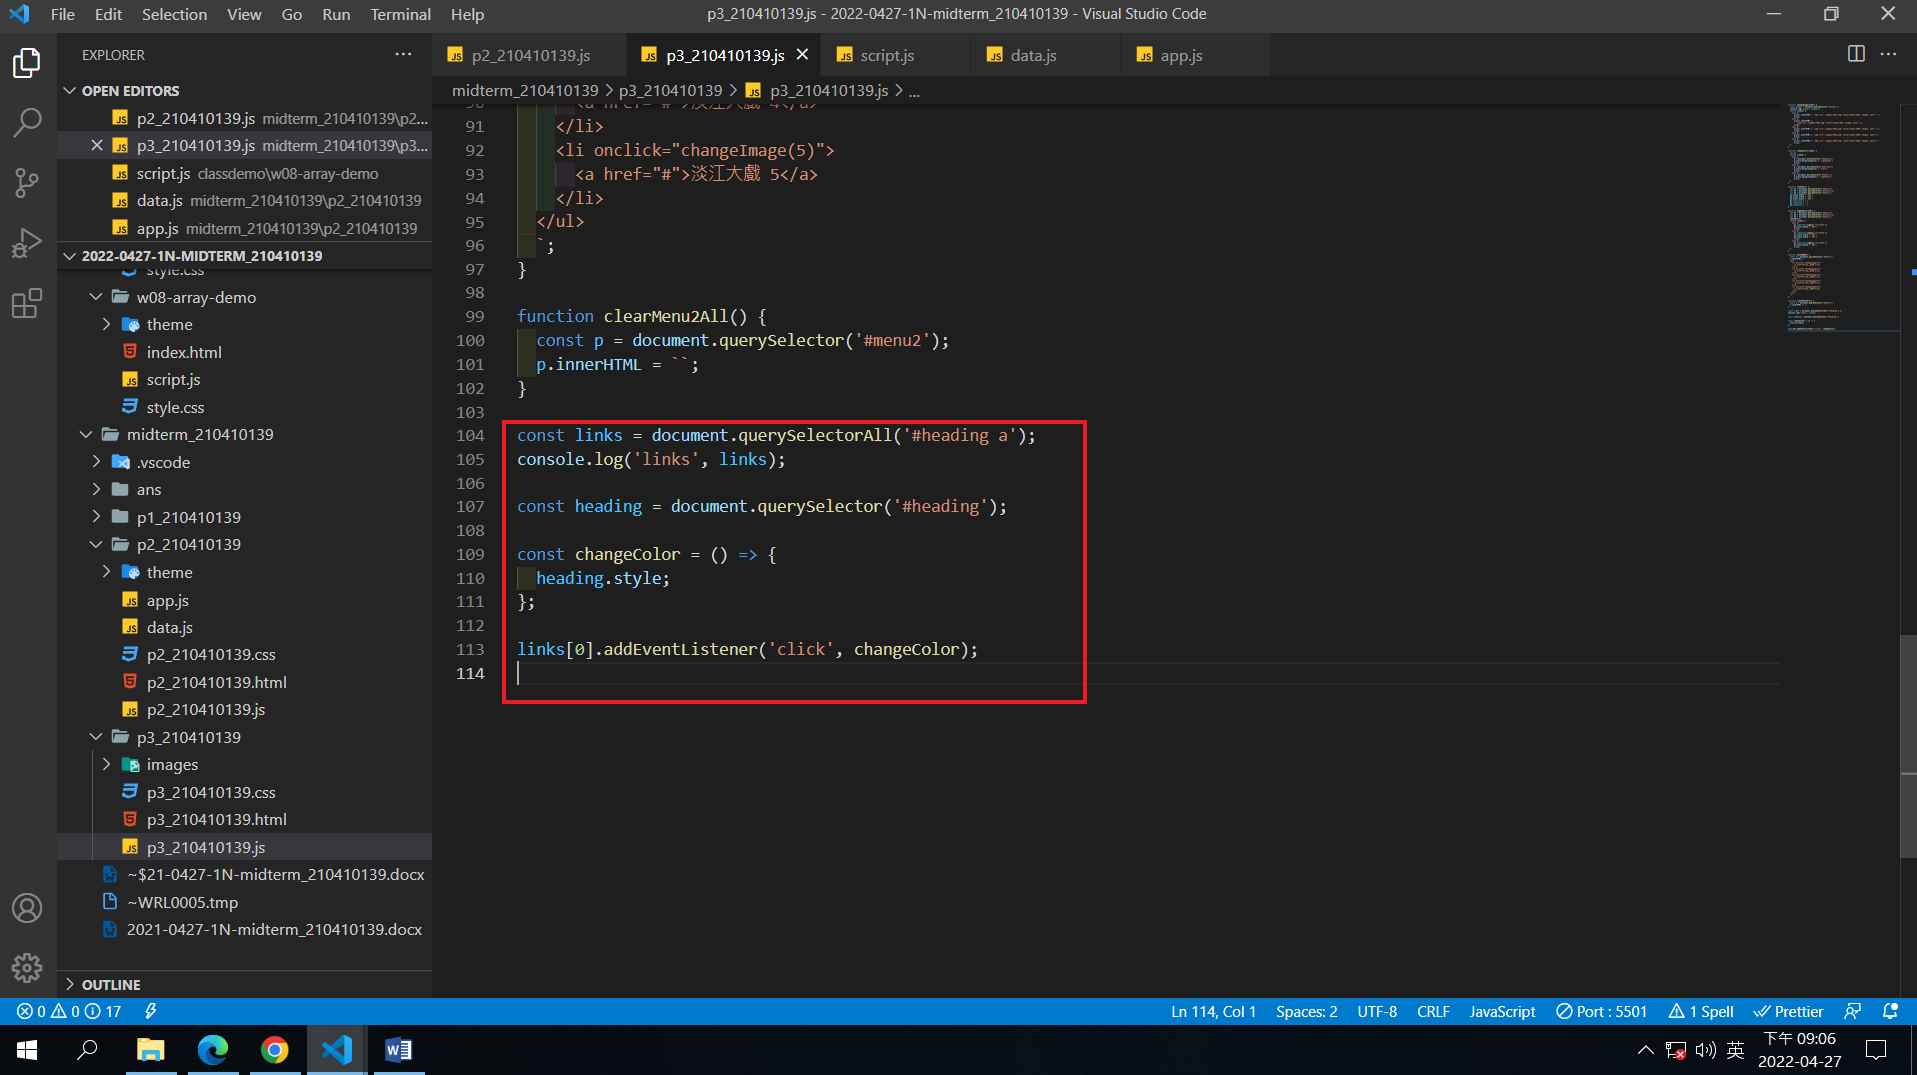 File Edit Selection View Go Run Terminal Help
p3_210410139.js - 2022-0427-1N-midterm_210410139 - Visual Studio Code
EXPLORER
OPEN EDITORS
p2_210410139.js midterm_210410139\p2...
p3_210410139.js midterm_210410139\p3...
script.js classdemo\w08-array-demo
data.js midterm_210410139\p2_210410139
app.js midterm_210410139\p2_210410139
2022-0427-1N-MIDTERM_210410139
style.css
w08-array-demo
theme
index.html
script.js
style.css
midterm_210410139
.vscode
ans
p1_210410139
p2_210410139
theme
app.js
data.js
p2_210410139.css
p2_210410139.html
p2_210410139.js
p3_210410139
images
p3_210410139.css
p3_210410139.html
p3_210410139.js
~$21-0427-1N-midterm_210410139.docx
~WRL0005.tmp
2021-0427-1N-midterm_210410139.docx
OUTLINE
p2_210410139.js p3_210410139.js script.js data.js app.js
midterm_210410139 > p3_210410139 > p3_210410139.js > ...
90 <a href="#">淡江大戲 4</a>
91 </li>
92 <li onclick="changeImage(5)">
93 <a href="#">淡江大戲 5</a>
94 </li>
95 </ul>
96 `;
97 }
98
99 function clearMenu2All() {
100 const p = document.querySelector('#menu2');
101 p.innerHTML = ``;
102 }
103
104 const links = document.querySelectorAll('#heading a');
105 console.log('links', links);
106
107 const heading = document.querySelector('#heading');
108
109 const changeColor = () => {
110 heading.style;
111 };
112
113 links[0].addEventListener('click', changeColor);
114
0 0 17
Ln 114, Col 1 Spaces: 2 UTF-8 CRLF JavaScript Port : 5501 1 Spell Prettier
英 下午 09:06
2022-04-27